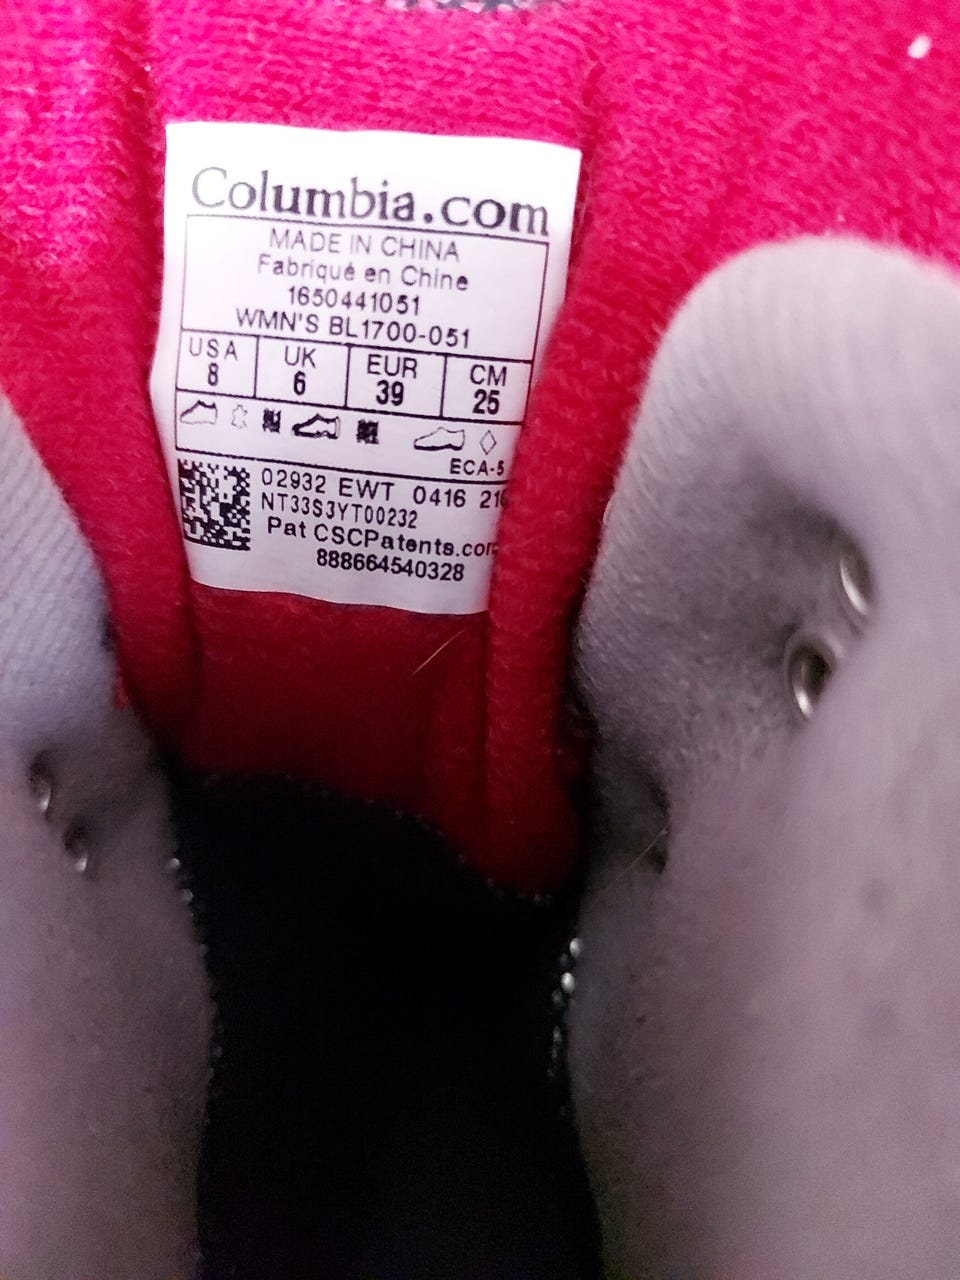 Columbia.com
MADE IN CHINA
Fabriqué en Chine
1650441051
WMN'S BL1700-051
USA UK EUR CM
8 6 39 25
ECA-5
02932 EWT 0416
NT33S3YT00232
Pat CSCPatents.com
888664540328